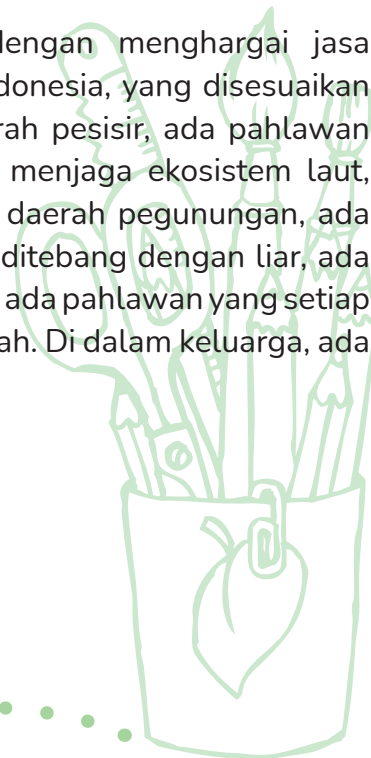 dengan menghargai jasa
donesia, yang disesuaikan
rah pesisir, ada pahlawan
menjaga ekosistem laut,
daerah pegunungan, ada
ditebang dengan liar, ada
ada pahlawan yang setiap
ah. Di dalam keluarga, ada